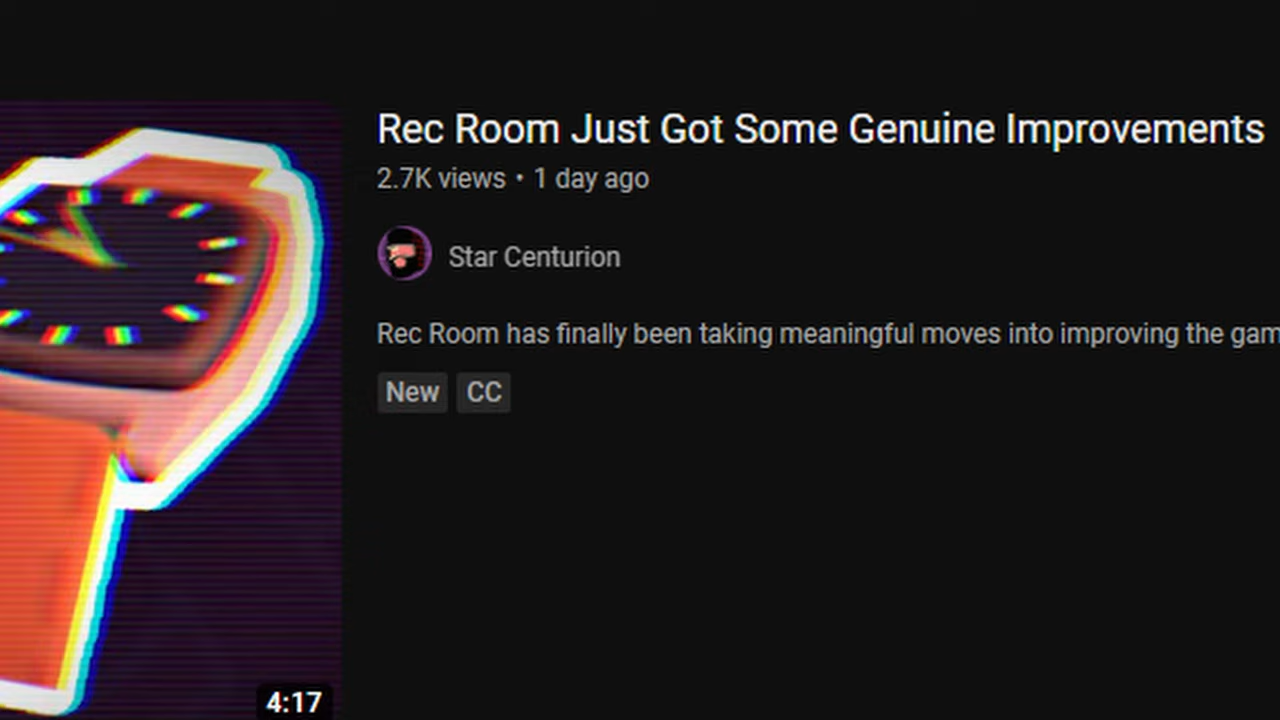 Rec Room Just Got Some Genuine Improvements
2.7K views • 1 day ago
Star Centurion
Rec Room has finally been taking meaningful moves into improving the gam
New CC
4:17